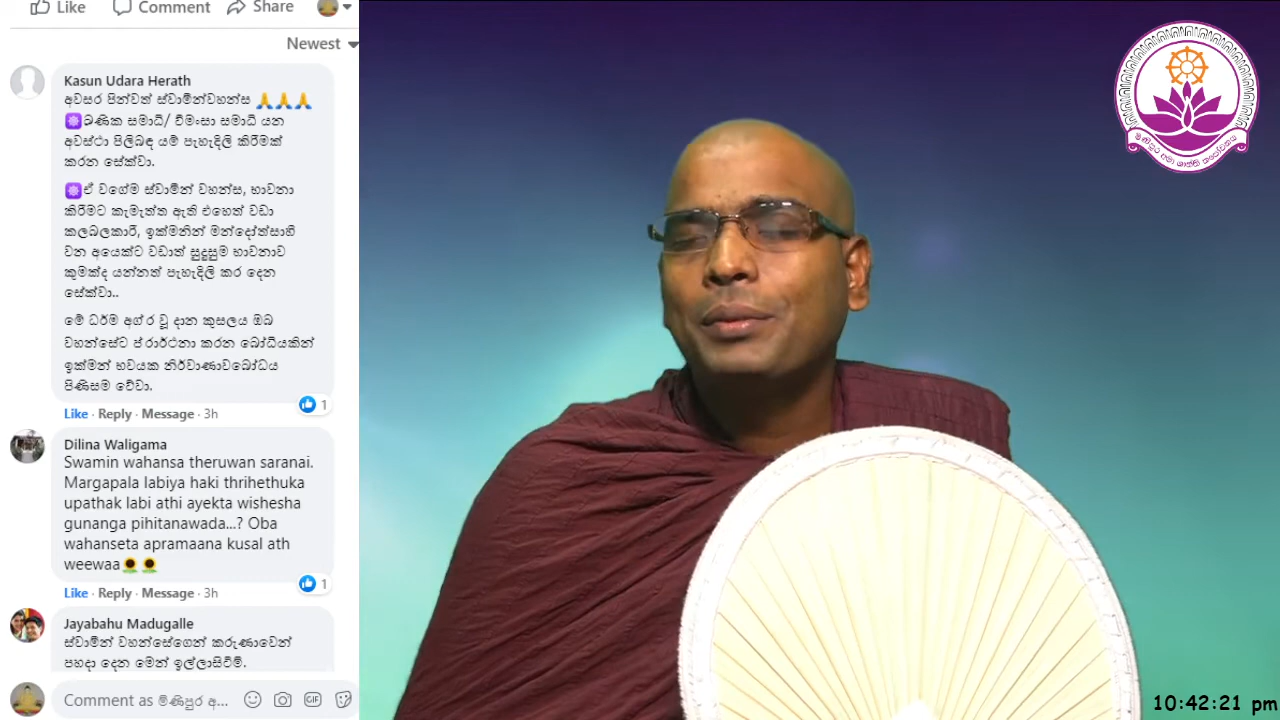 Like
Comment
Share
Newest
Kasun Udara Herath
අවසර පින්වත් ස්වාමීන්වහන්ස 🙏🙏🙏
☸️ඛණික සමාධි/ වීමංසා සමාධි යන
අවස්ථා පිලිබඳ යම් පැහැදිලි කිරීමක්
කරන සේක්වා.
☸️ඒ වගේම ස්වාමීන් වහන්ස, භාවනා
කිරීමට කැමැත්ත ඇති එහෙත් වඩා
කලබලකාරී, ඉක්මනින් මන්දෝත්සාහී
වන අයෙක්ට වඩාත් සුදුසුම භාවනාව
කුමක්ද යන්නත් පැහැදිලි කර දෙන
සේක්වා..
මේ ධර්ම අග්‍ර වූ දාන කුසලය ඔබ
වහන්සේට ප්‍රාර්ථනා කරන බෝධියකින්
ඉක්මන් භවයක නිර්වාණාවබෝධය
පිණිසම වේවා.
Like · Reply · Message · 3h
1
Dilina Waligama
Swamin wahansa theruwan saranai.
Margapala labiya haki thrihethuka
upathak labi athi ayekta wishesha
gunanga pihitanawada...? Oba
wahanseta apramaana kusal ath
weewaa🌻🌻
Like · Reply · Message · 3h
1
Jayabahu Madugalle
ස්වාමීන් වහන්සේගෙන් කරුණාවෙන්
පහදා දෙන මෙන් ඉල්ලාසිටිමි.
Comment as මිණිපුර අ...
GIF
10:42:21 pm